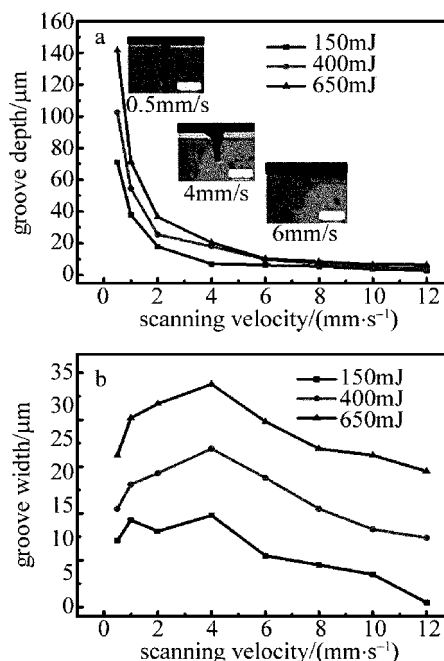 a
160
140
120
100
80
60
40
20
0
groove depth/μm
150mJ
400mJ
650mJ
0.5mm/s
4mm/s
6mm/s
0 2 4 6 8 10 12
scanning velocity/(mm·s⁻¹)
b
35
25
20
10
5
0
groove width/μm
150mJ
400mJ
650mJ
0 2 4 6 8 10 12
scanning velocity/(mm·s⁻¹)